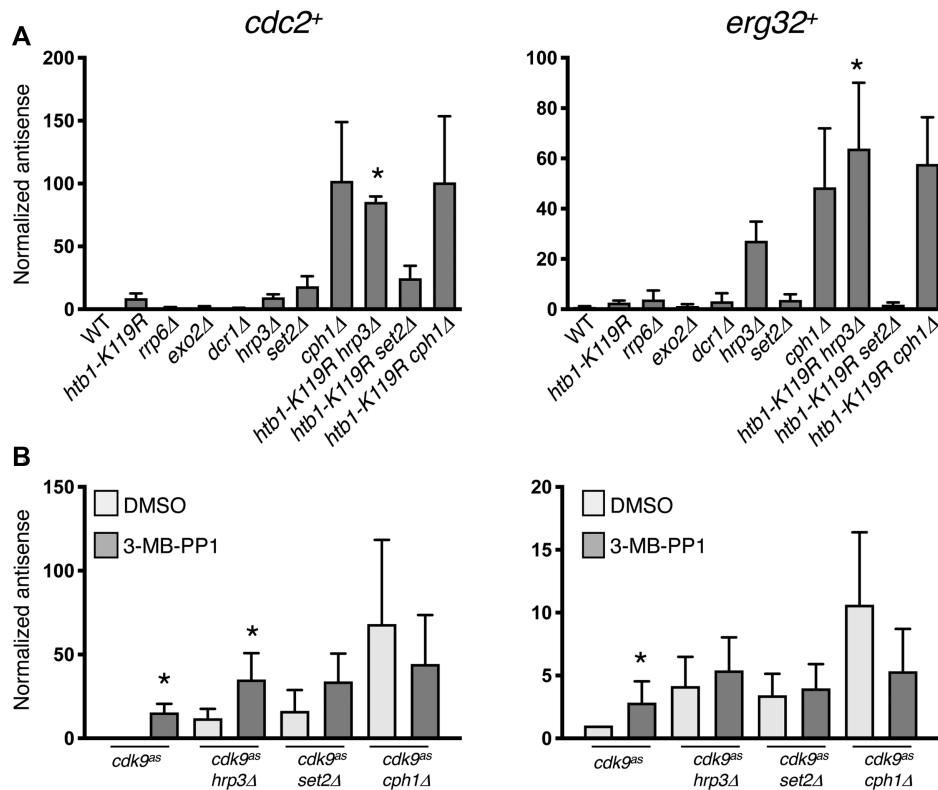 cdc2⁺
erg32⁺
A
Normalized antisense
200
150
100
50
0
WT
htb1-K119R
rrp6Δ
exo2Δ
dcr1Δ
hrp3Δ
set2Δ
cph1Δ
htb1-K119R hrp3Δ
htb1-K119R set2Δ
htb1-K119R cph1Δ
*
100
80
60
40
20
0
WT
htb1-K119R
rrp6Δ
exo2Δ
dcr1Δ
hrp3Δ
set2Δ
cph1Δ
htb1-K119R hrp3Δ
htb1-K119R set2Δ
htb1-K119R cph1Δ
*
B
Normalized antisense
150
100
50
0
DMSO
3-MB-PP1
*
*
cdk9ᵃˢ
cdk9ᵃˢ
hrp3Δ
cdk9ᵃˢ
set2Δ
cdk9ᵃˢ
cph1Δ
20
15
10
5
0
DMSO
3-MB-PP1
*
cdk9ᵃˢ
cdk9ᵃˢ
hrp3Δ
cdk9ᵃˢ
set2Δ
cdk9ᵃˢ
cph1Δ